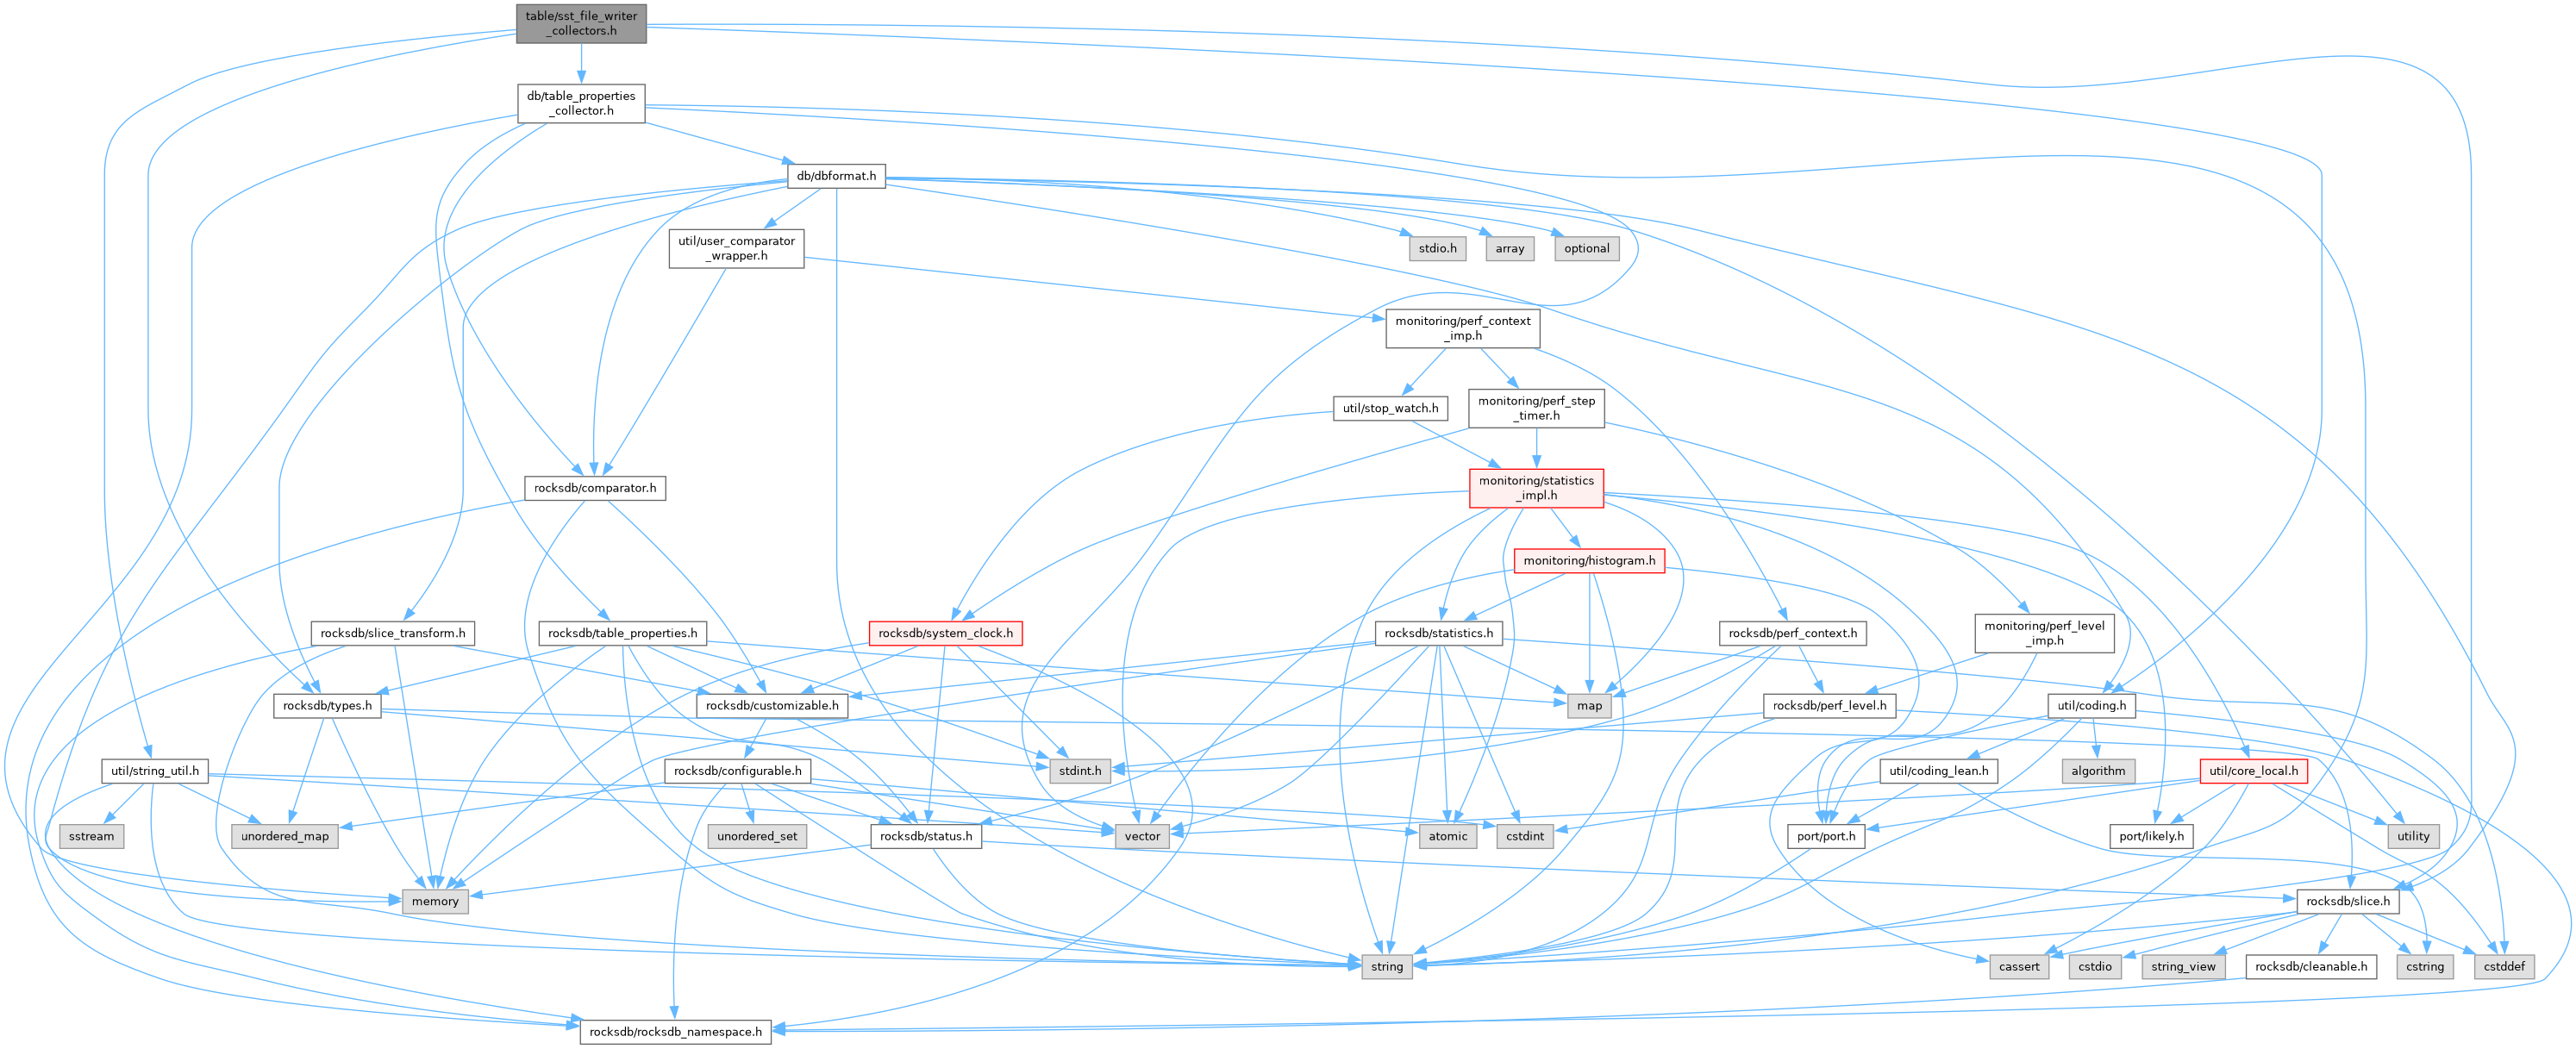 table/sst_file_writer
_collectors.h
db/table_properties
_collector.h
db/dbformat.h
util/user_comparator
_wrapper.h
stdio.h
array
optional
monitoring/perf_context
_imp.h
util/stop_watch.h
monitoring/perf_step
_timer.h
rocksdb/comparator.h
monitoring/statistics
_impl.h
monitoring/histogram.h
rocksdb/slice_transform.h
rocksdb/table_properties.h
rocksdb/system_clock.h
rocksdb/statistics.h
rocksdb/perf_context.h
monitoring/perf_level
_imp.h
rocksdb/types.h
rocksdb/customizable.h
map
rocksdb/perf_level.h
util/coding.h
util/string_util.h
rocksdb/configurable.h
stdint.h
util/coding_lean.h
algorithm
util/core_local.h
sstream
unordered_map
unordered_set
rocksdb/status.h
vector
atomic
cstdint
port/port.h
port/likely.h
utility
memory
rocksdb/slice.h
string
cassert
cstdio
string_view
rocksdb/cleanable.h
cstring
cstddef
rocksdb/rocksdb_namespace.h